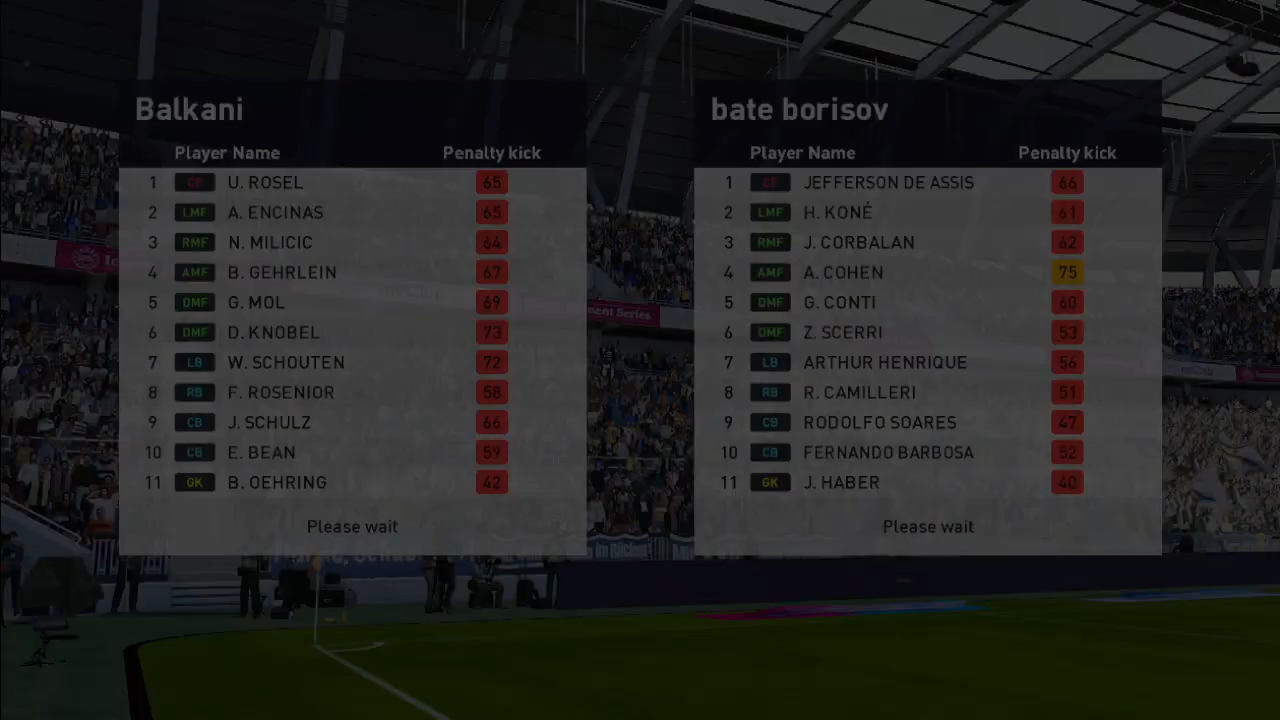 Balkani
Player Name Penalty kick
1 CF U. ROSEL 65
2 LMF A. ENCINAS 65
3 RMF N. MILICIC 64
4 AMF B. GEHRLEIN 67
5 DMF G. MOL 69
6 DMF D. KNOBEL 73
7 LB W. SCHOUTEN 72
8 RB F. ROSENIOR 58
9 CB J. SCHULZ 66
10 CB E. BEAN 59
11 GK B. OEHRING 42
Please wait
bate borisov
Player Name Penalty kick
1 CF JEFFERSON DE ASSIS 66
2 LMF H. KONÉ 61
3 RMF J. CORBALAN 62
4 AMF A. COHEN 75
5 DMF G. CONTI 60
6 DMF Z. SCERRI 53
7 LB ARTHUR HENRIQUE 56
8 RB R. CAMILLERI 51
9 CB RODOLFO SOARES 47
10 CB FERNANDO BARBOSA 52
11 GK J. HABER 40
Please wait
Series